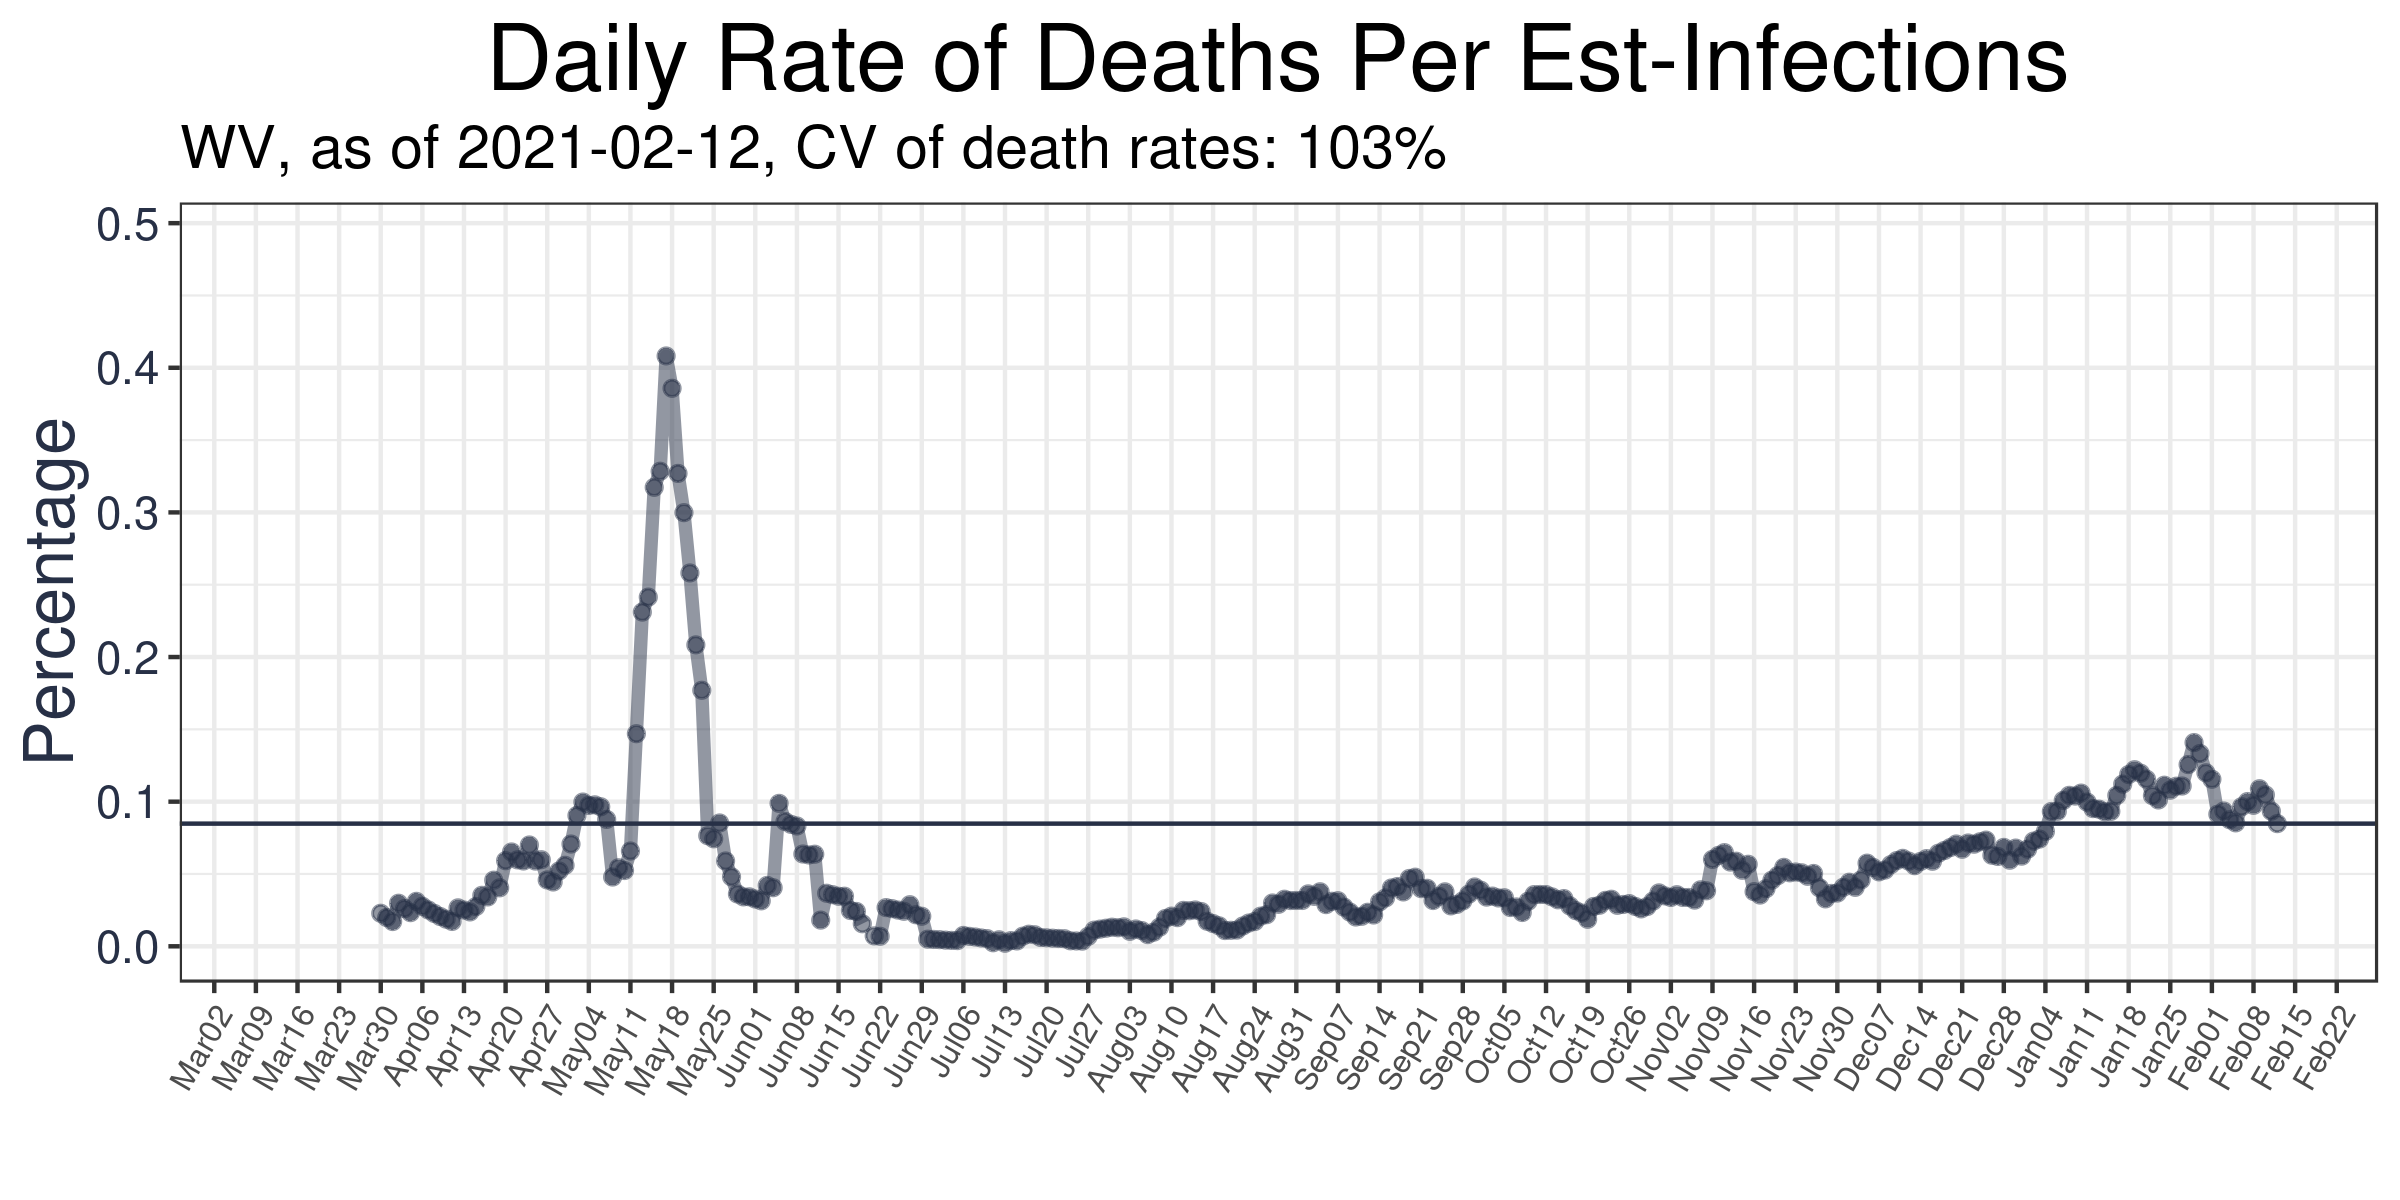 Daily Rate of Deaths Per Est-Infections
WV, as of 2021-02-12, CV of death rates: 103%
Percentage
0.5
0.4
0.3
0.2
0.1
0.0
Mar02
Mar09
Mar16
Mar23
Mar30
Apr06
Apr13
Apr20
Apr27
May04
May11
May18
May25
Jun01
Jun08
Jun15
Jun22
Jun29
Jul06
Jul13
Jul20
Jul27
Aug03
Aug10
Aug17
Aug24
Aug31
Sep07
Sep14
Sep21
Sep28
Oct05
Oct12
Oct19
Oct26
Nov02
Nov09
Nov16
Nov23
Nov30
Dec07
Dec14
Dec21
Dec28
Jan04
Jan11
Jan18
Jan25
Feb01
Feb08
Feb15
Feb22